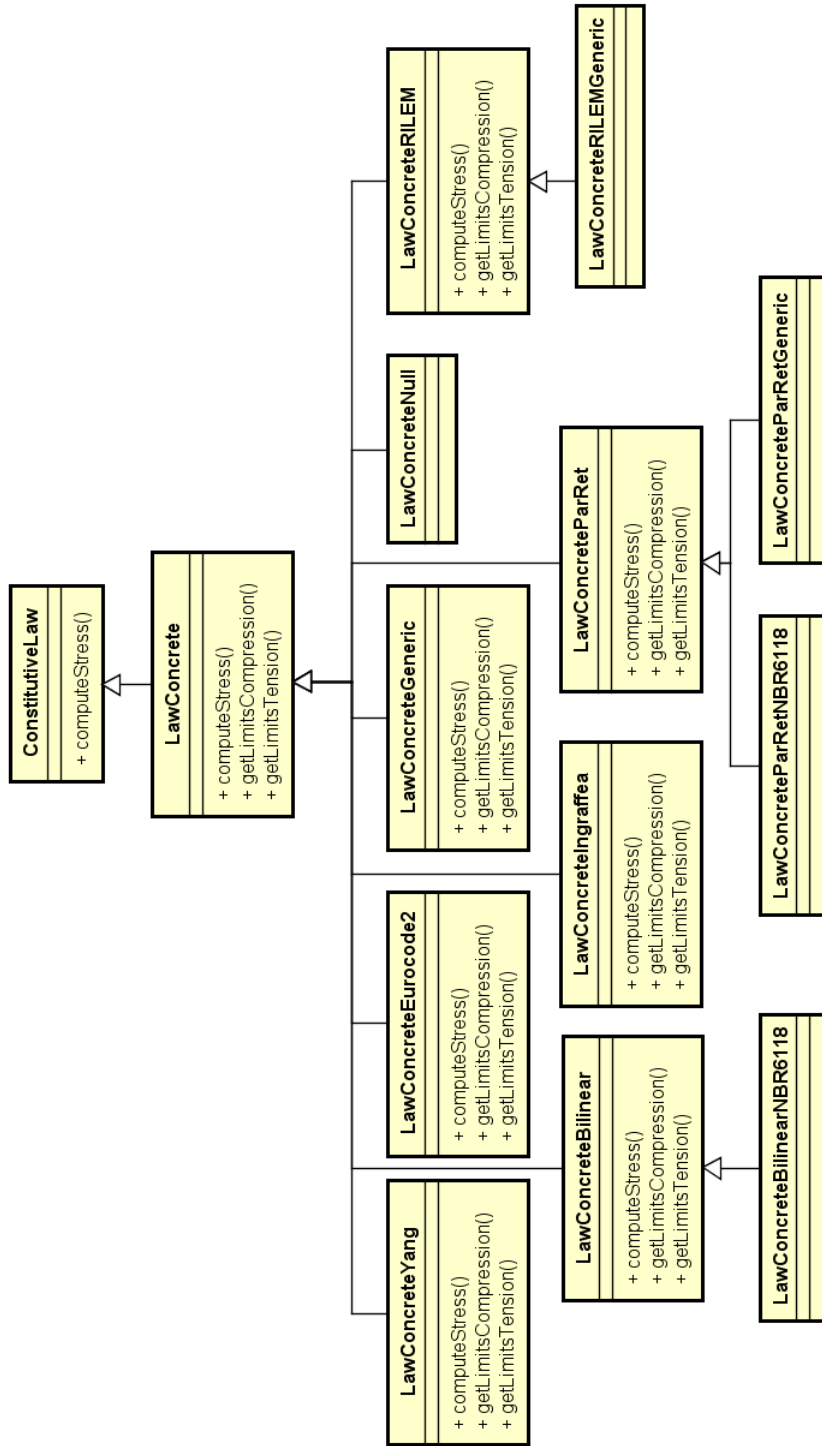 ConstitutiveLaw
+ computeStress()
LawConcrete
+ computeStress()
+ getLimitsCompression()
+ getLimitsTension()
LawConcreteYang
+ computeStress()
+ getLimitsCompression()
+ getLimitsTension()
LawConcreteEurocode2
+ computeStress()
+ getLimitsCompression()
+ getLimitsTension()
LawConcreteGeneric
+ computeStress()
+ getLimitsCompression()
+ getLimitsTension()
LawConcreteNull
LawConcreteRILEM
+ computeStress()
+ getLimitsCompression()
+ getLimitsTension()
LawConcreteBilinear
+ computeStress()
+ getLimitsCompression()
+ getLimitsTension()
LawConcreteIngraffea
+ computeStress()
+ getLimitsCompression()
+ getLimitsTension()
LawConcreteParRet
+ computeStress()
+ getLimitsCompression()
+ getLimitsTension()
LawConcreteRILEMGeneric
LawConcreteBilinearNBR6118
LawConcreteParRetNBR6118
LawConcreteParRetGeneric